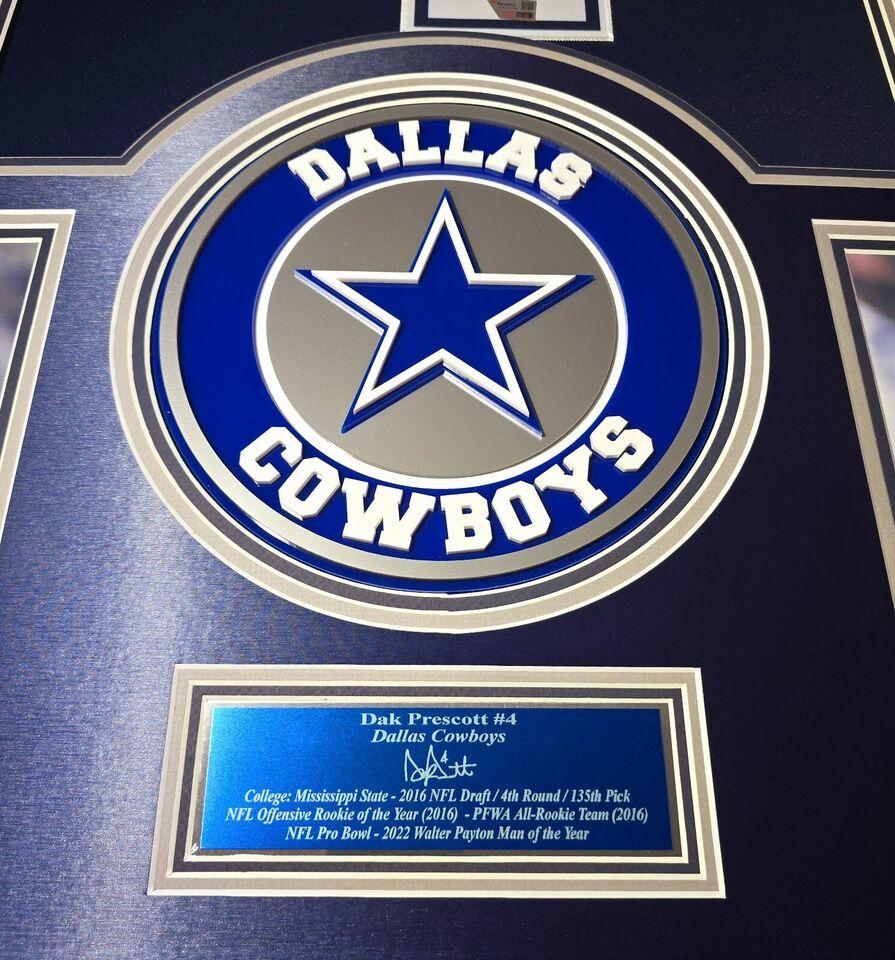 DALLAS
COWBOYS
Dak Prescott #4
Dallas Cowboys
College: Mississippi State - 2016 NFL Draft / 4th Round / 135th Pick
NFL Offensive Rookie of the Year (2016) - PFWA All-Rookie Team (2016)
NFL Pro Bowl - 2022 Walter Payton Man of the Year